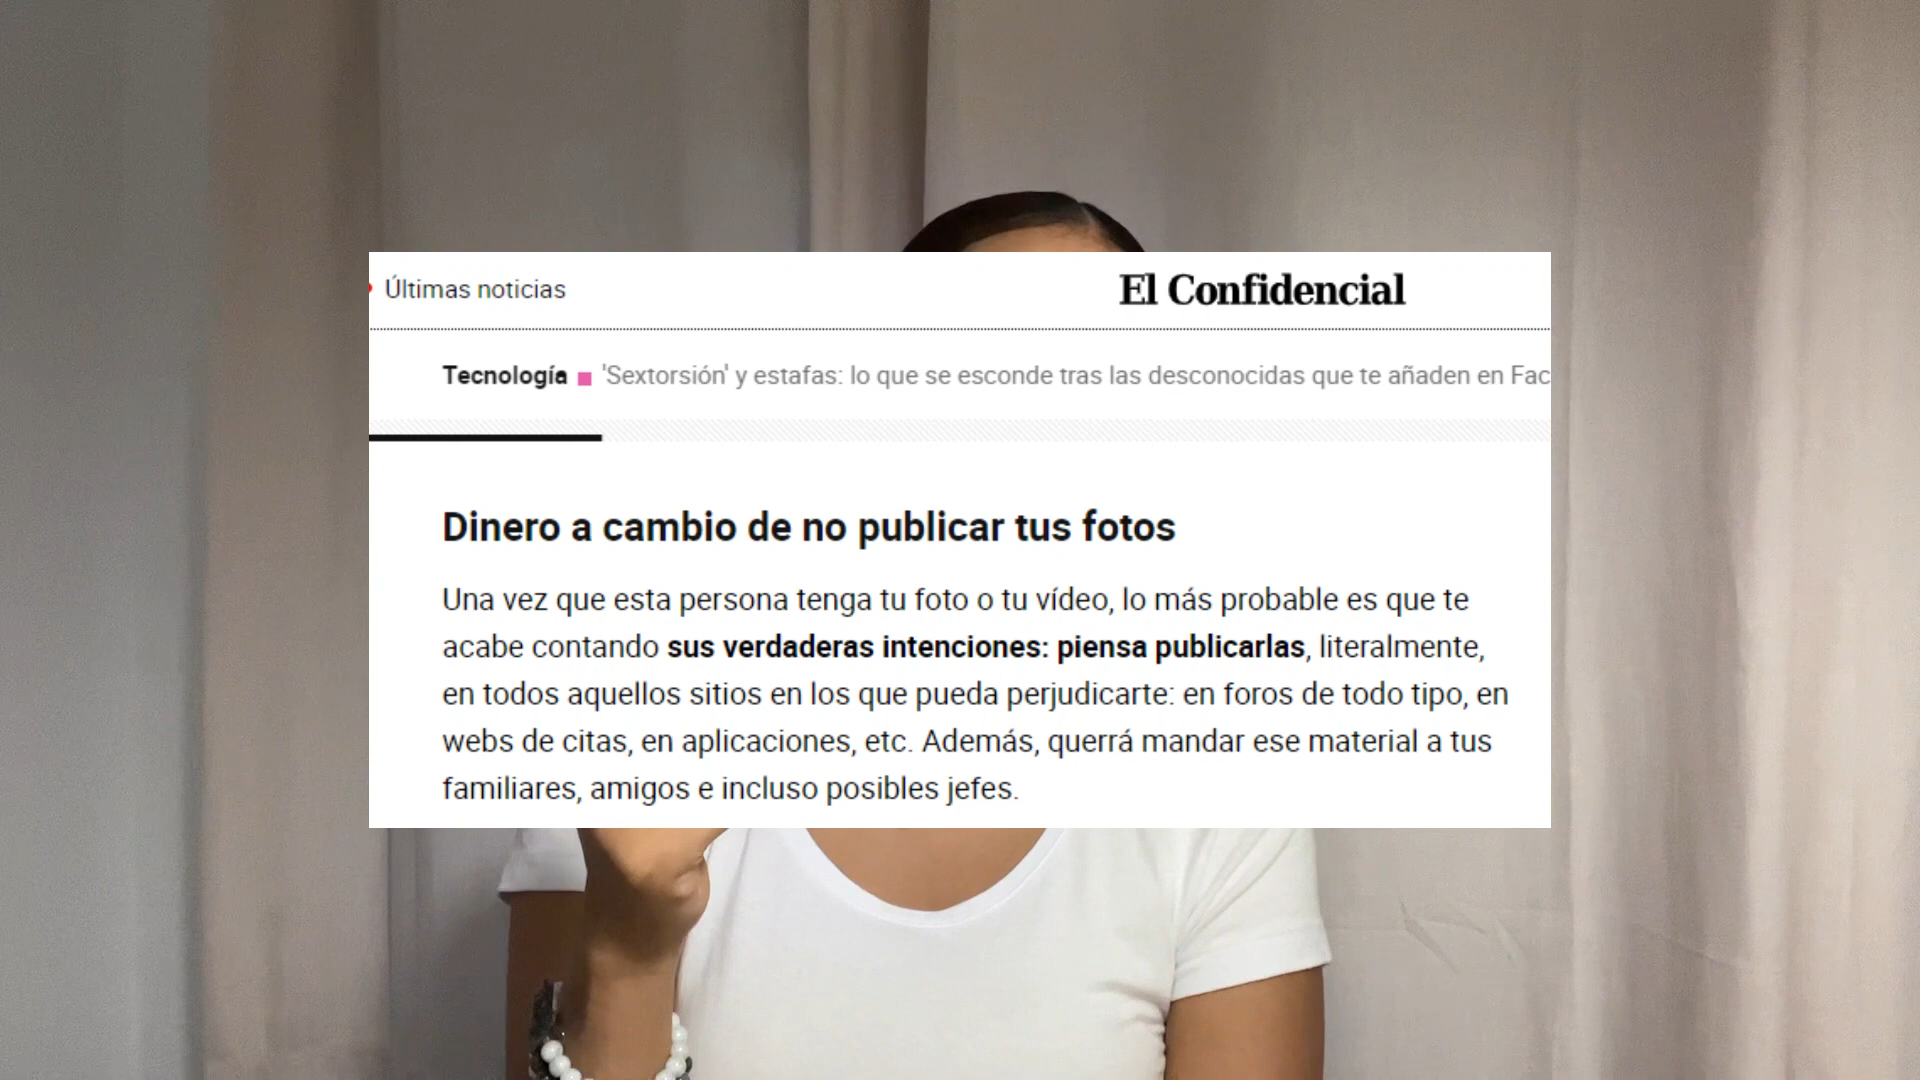 Últimas noticias
El Confidencial
Tecnología 'Sextorsión' y estafas: lo que se esconde tras las desconocidas que te añaden en Fac
Dinero a cambio de no publicar tus fotos
Una vez que esta persona tenga tu foto o tu vídeo, lo más probable es que te
acabe contando sus verdaderas intenciones: piensa publicarlas, literalmente,
en todos aquellos sitios en los que pueda perjudicarte: en foros de todo tipo, en
webs de citas, en aplicaciones, etc. Además, querrá mandar ese material a tus
familiares, amigos e incluso posibles jefes.